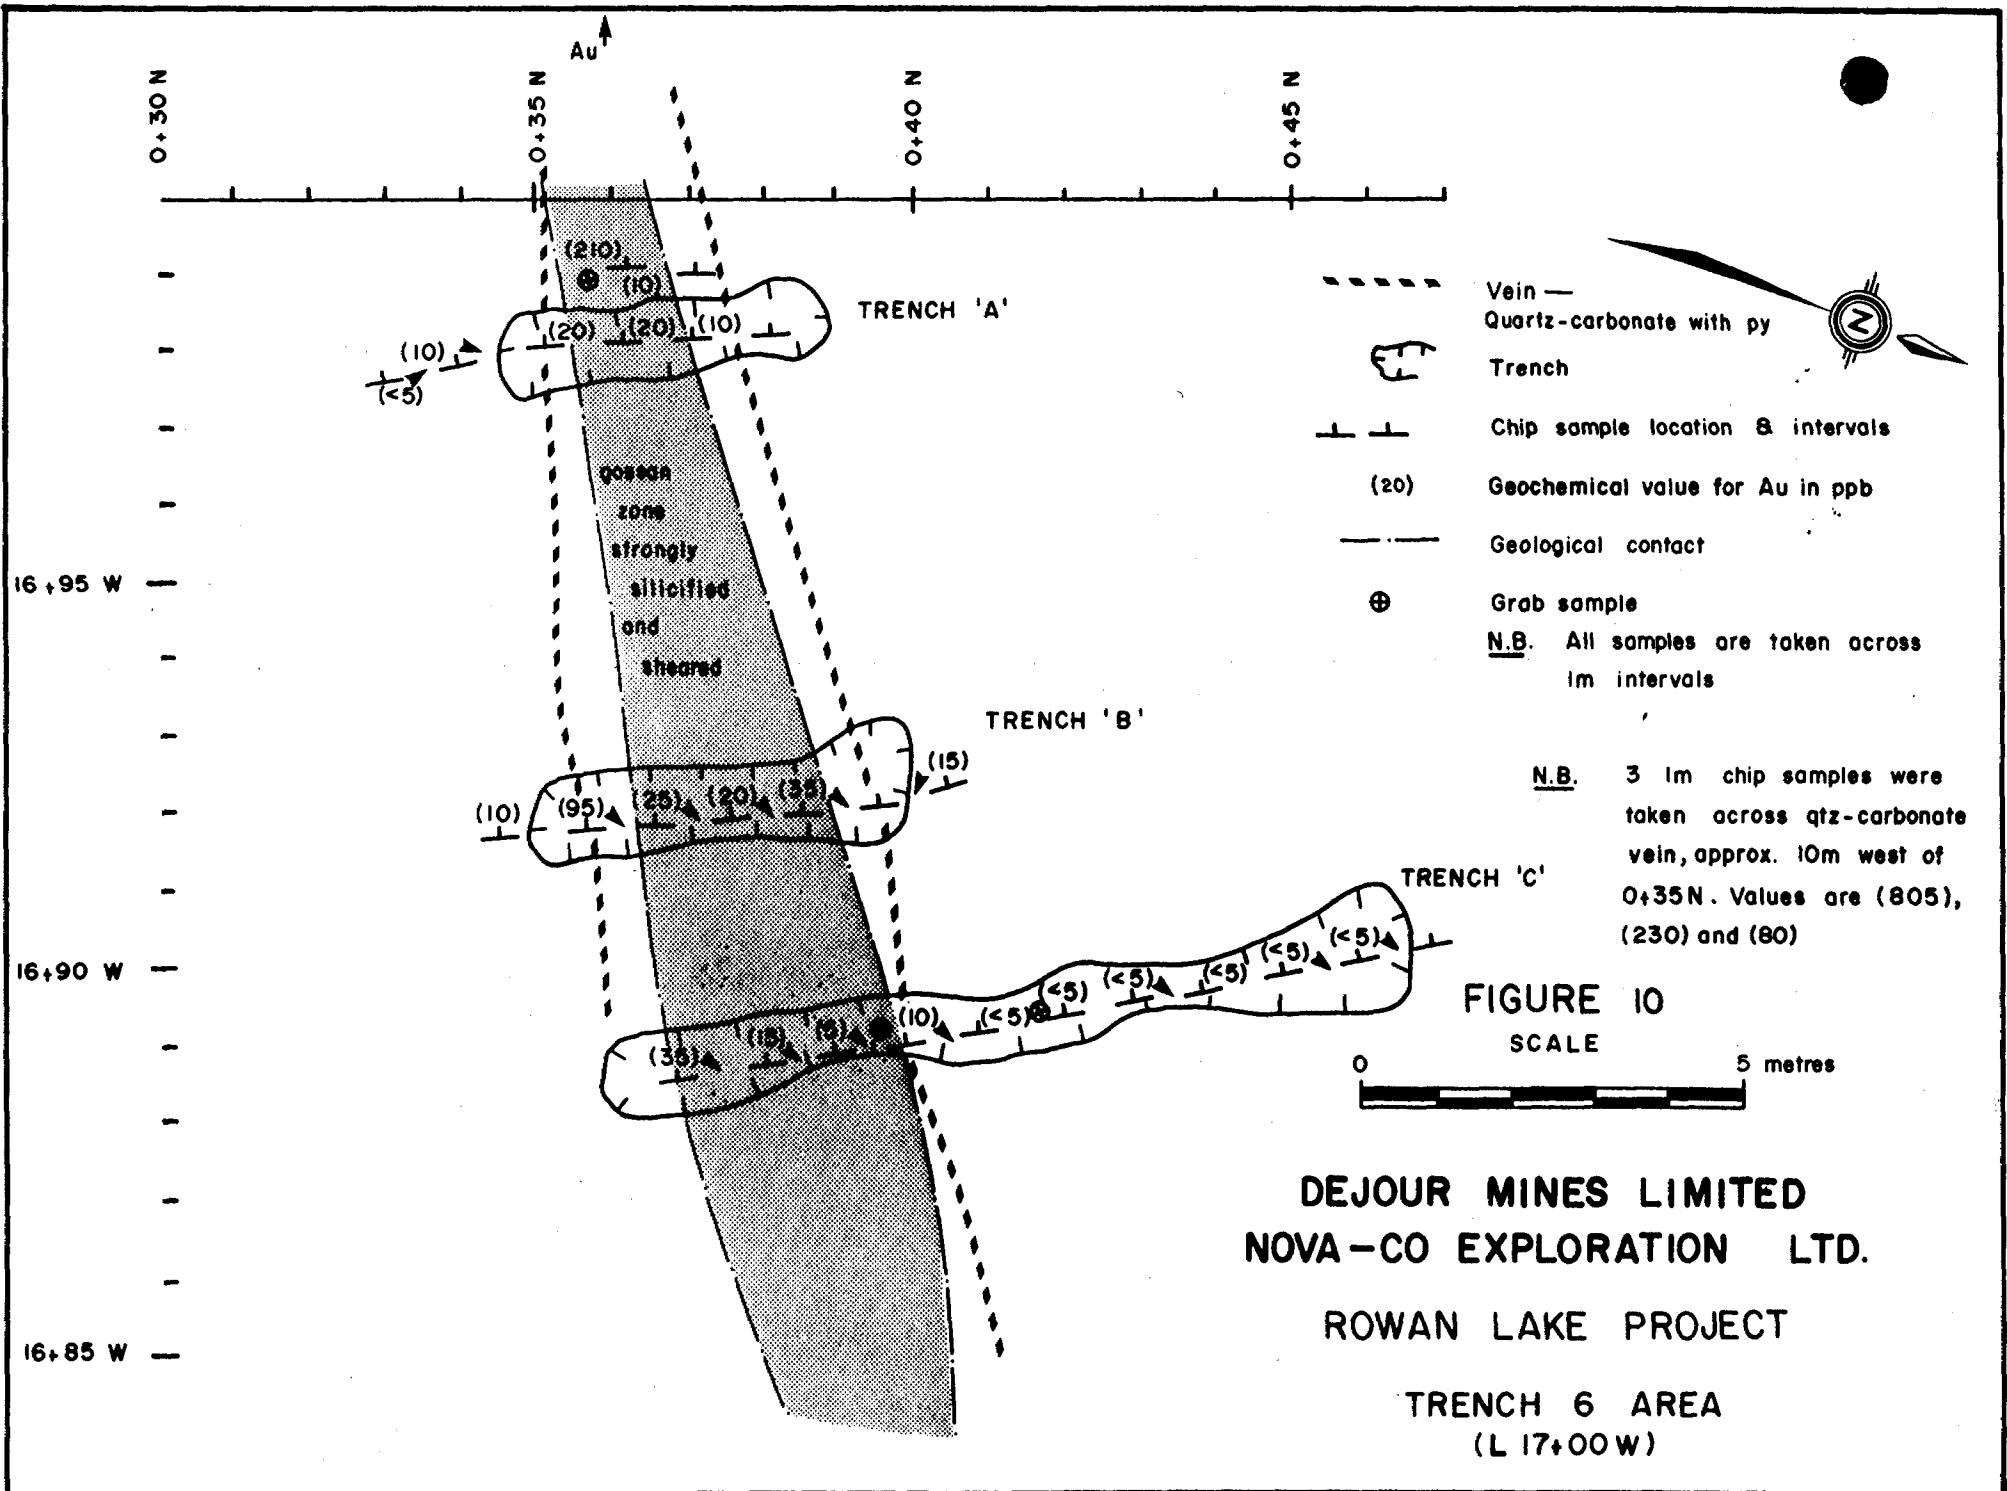 Au
0+30 N
0+35 N
0+40 N
0+45 N
(210)
(10)
TRENCH 'A'
(20)
(20)
(10)
(10)
(<5)
gossan
zone
strongly
silicified
and
sheared
16+95 W
TRENCH 'B'
(15)
(10)
(95)
(25)
(20)
(35)
TRENCH 'C'
16+90 W
(35)
(15)
(5)
(10)
(<5)
(<5)
(<5)
(<5)
(<5)
(<5)
16+85 W
N
Vein —
Quartz-carbonate with py
Trench
Chip sample location & intervals
(20) Geochemical value for Au in ppb
Geological contact
Grab sample
N.B. All samples are taken across
1m intervals
N.B. 3 1m chip samples were
taken across qtz-carbonate
vein, approx. 10m west of
0+35N. Values are (805),
(230) and (80)
FIGURE 10
SCALE
0 5 metres
DEJOUR MINES LIMITED
NOVA-CO EXPLORATION LTD.
ROWAN LAKE PROJECT
TRENCH 6 AREA
(L 17+00W)